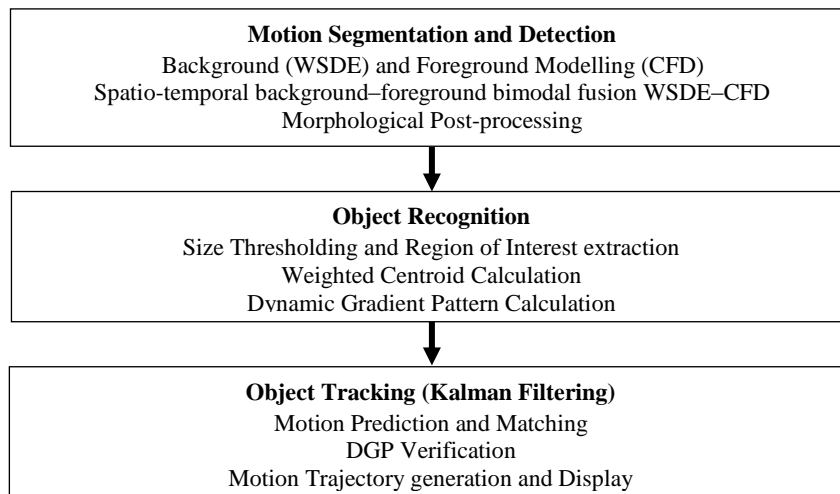 Motion Segmentation and Detection
Background (WSDE) and Foreground Modelling (CFD)
Spatio-temporal background–foreground bimodal fusion WSDE–CFD
Morphological Post-processing
Object Recognition
Size Thresholding and Region of Interest extraction
Weighted Centroid Calculation
Dynamic Gradient Pattern Calculation
Object Tracking (Kalman Filtering)
Motion Prediction and Matching
DGP Verification
Motion Trajectory generation and Display